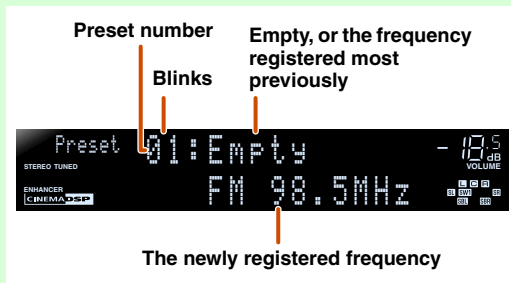 Preset number
Empty, or the frequency
registered most
previously
Blinks
Preset 01:Empty
-18.5
dB
VOLUME
STEREO TUNED
FM 98.5MHz
ENHANCER
CINEMA DSP
L C R
SL SW1 SR
SBL SBR
The newly registered frequency